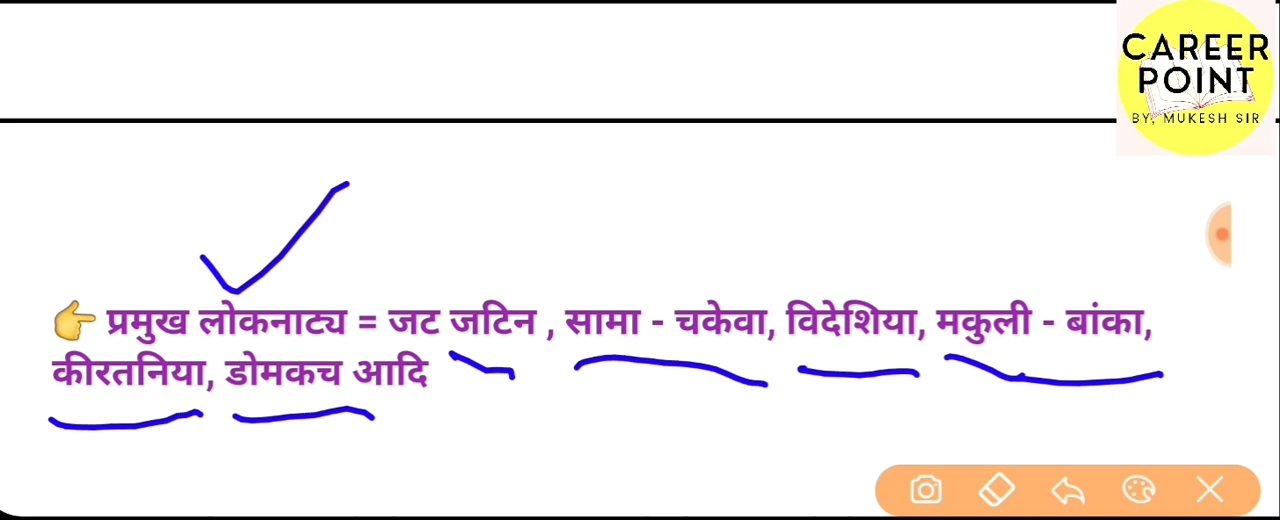 CAREER
POINT
BY, MUKESH SIR
👉 प्रमुख लोकनाट्य = जट जटिन , सामा - चकेवा, विदेशिया, मकुली - बांका,
कीरतनिया, डोमकच आदि